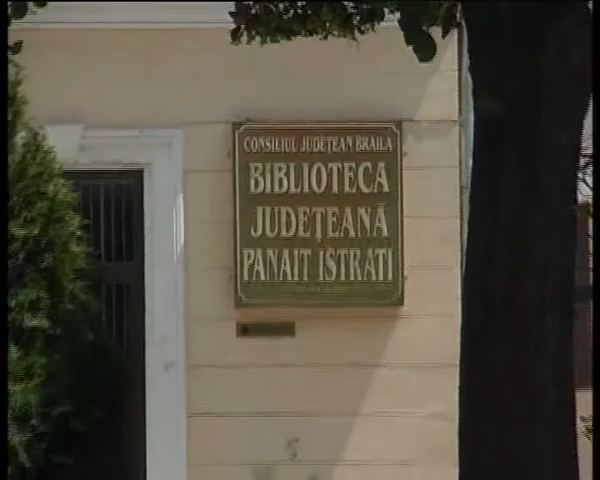 CONSILIUL JUDEȚEAN BRĂILA
BIBLIOTECA
JUDEȚEANĂ
PANAIT ISTRATI